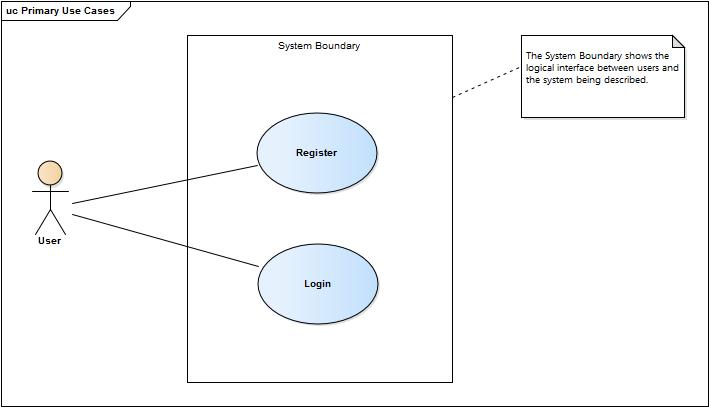 uc Primary Use Cases
System Boundary
The System Boundary shows the
logical interface between users and
the system being described.
Register
User
Login